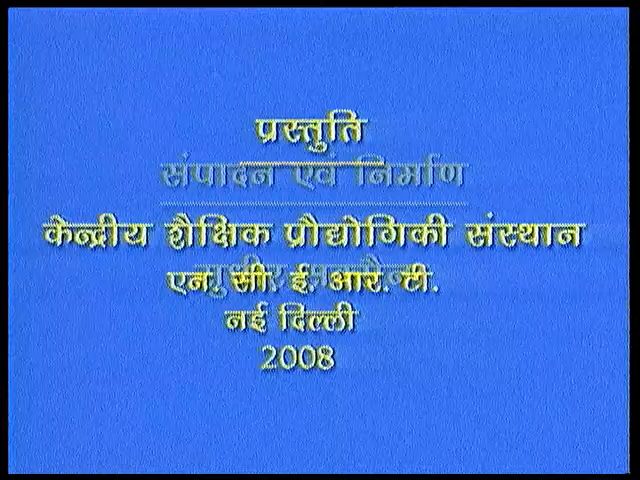 प्रस्तुति
संपादन एवं निर्माण
केन्द्रीय शैक्षिक प्रौद्योगिकी संस्थान
एन. सी. ई. आर. टी.
नई दिल्ली
2008